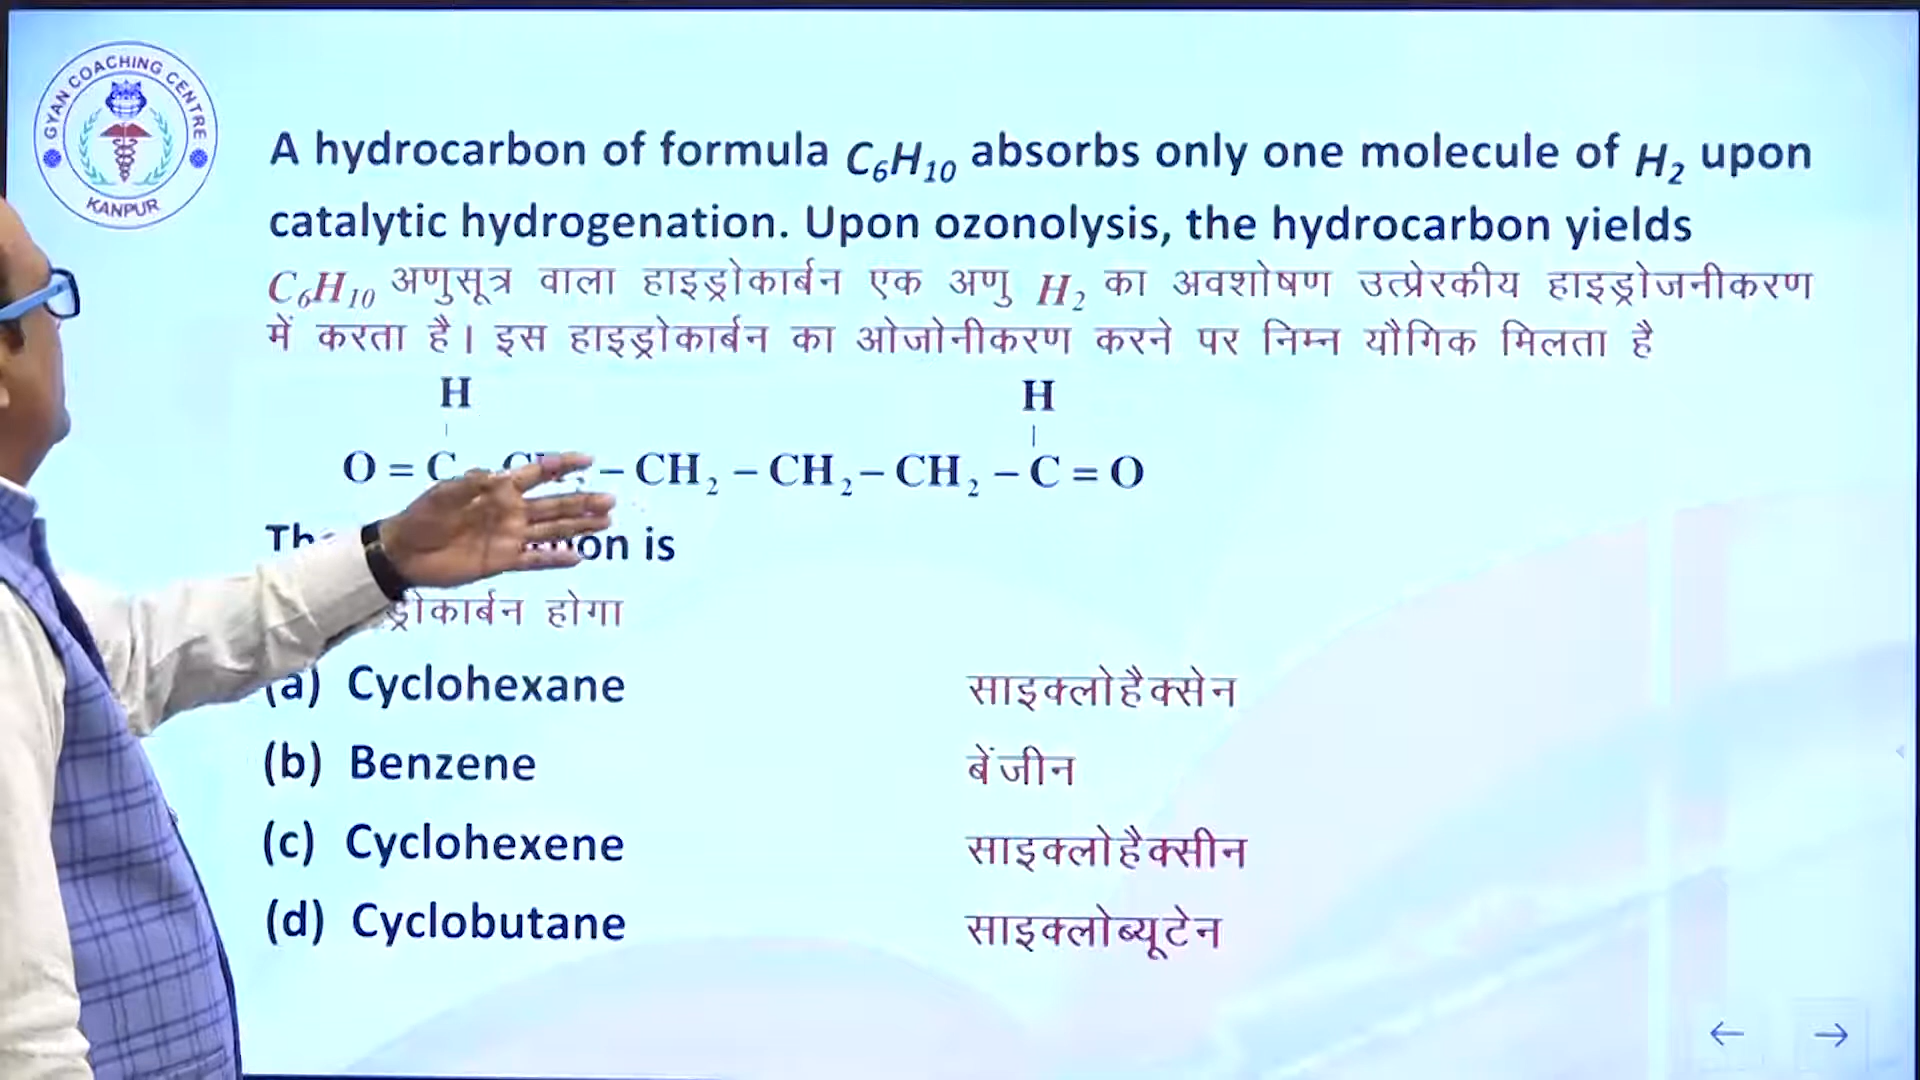 GYAN COACHING CENTRE
KANPUR
A hydrocarbon of formula C₆H₁₀ absorbs only one molecule of H₂ upon
catalytic hydrogenation. Upon ozonolysis, the hydrocarbon yields
C₆H₁₀ अणुसूत्र वाला हाइड्रोकार्बन एक अणु H₂ का अवशोषण उत्प्रेरकीय हाइड्रोजनीकरण
में करता है। इस हाइड्रोकार्बन का ओजोनीकरण करने पर निम्न यौगिक मिलता है
H H
O = C – CH₂ – CH₂ – CH₂ – CH₂ – C = O
is
होगा
(a) Cyclohexane साइक्लोहैक्सेन
(b) Benzene बेंजीन
(c) Cyclohexene साइक्लोहैक्सीन
(d) Cyclobutane साइक्लोब्यूटेन